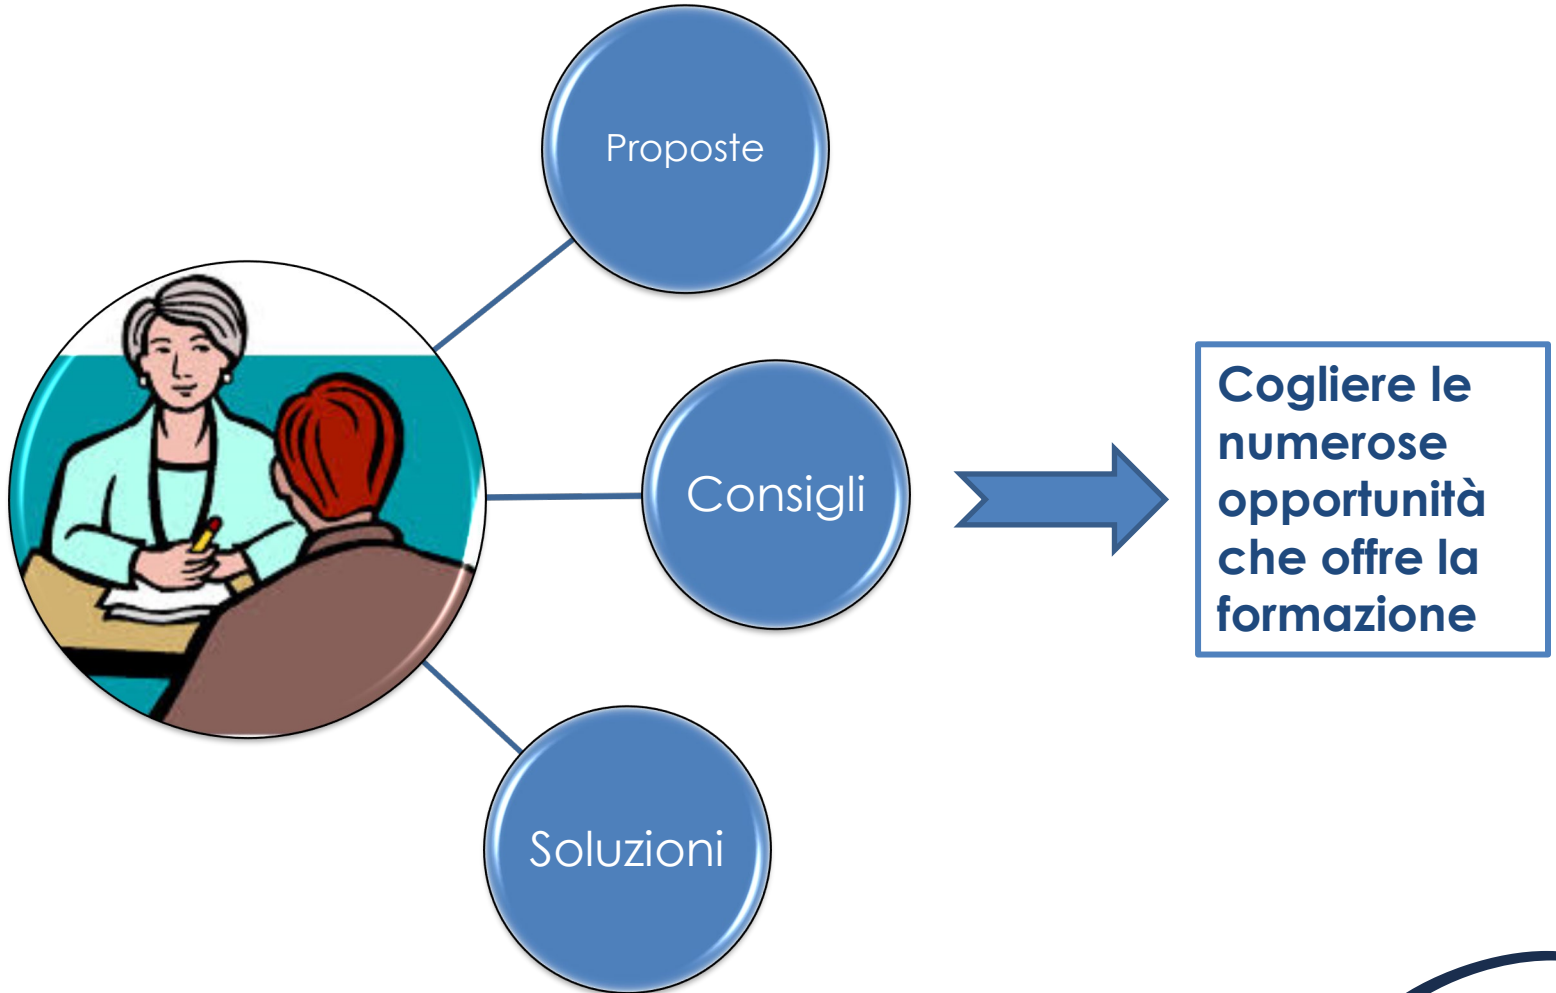 Proposte
Consigli
Soluzioni
Cogliere le
numerose
opportunità
che offre la
formazione